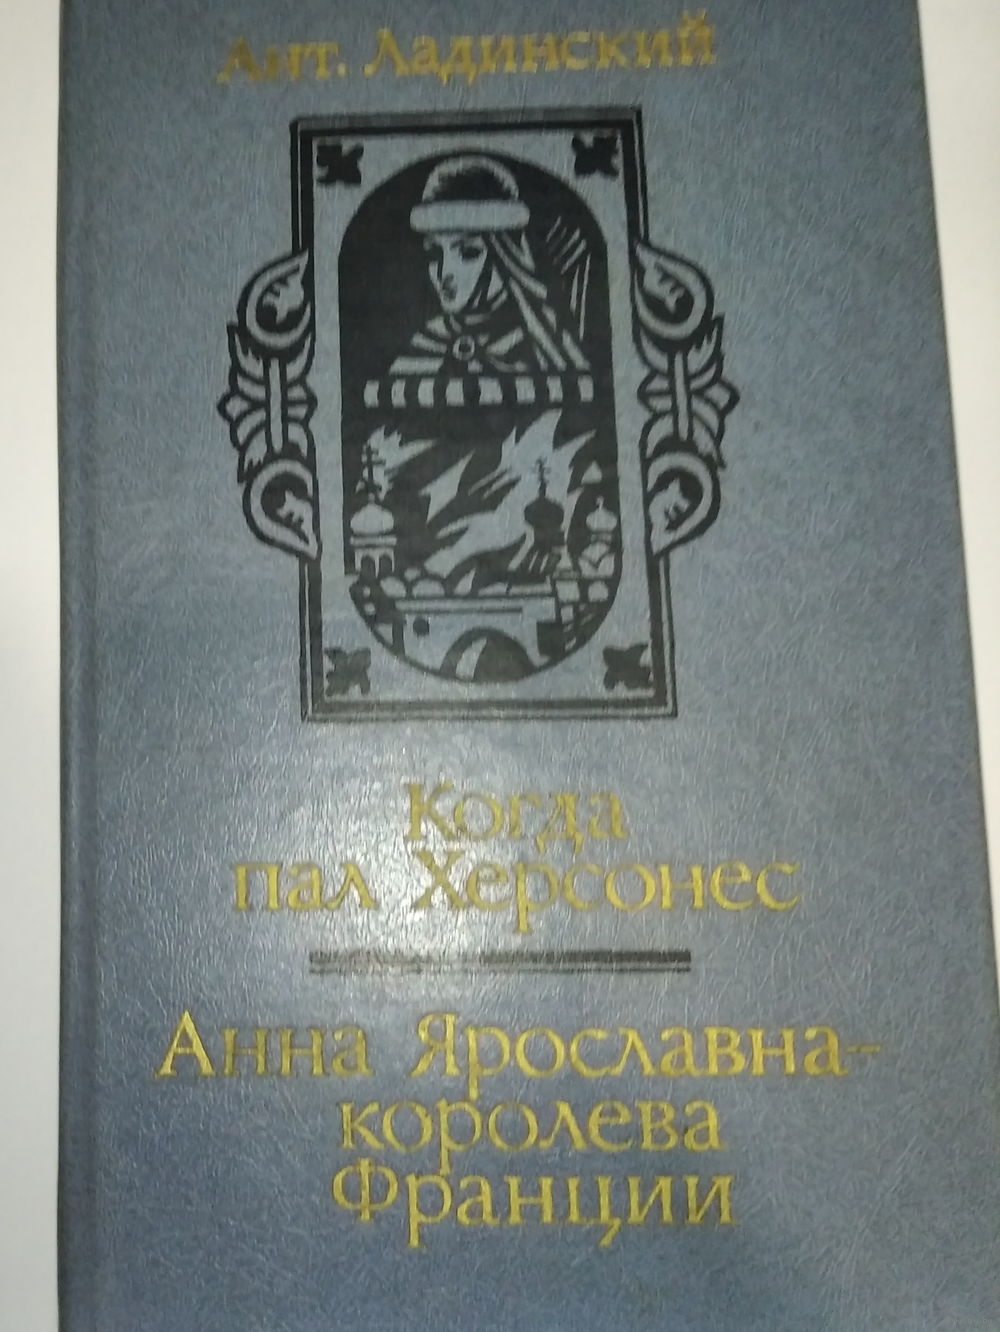 Ант. Ладинский
Когда
пал Херсонес
Анна Ярославна-
королева
Франции